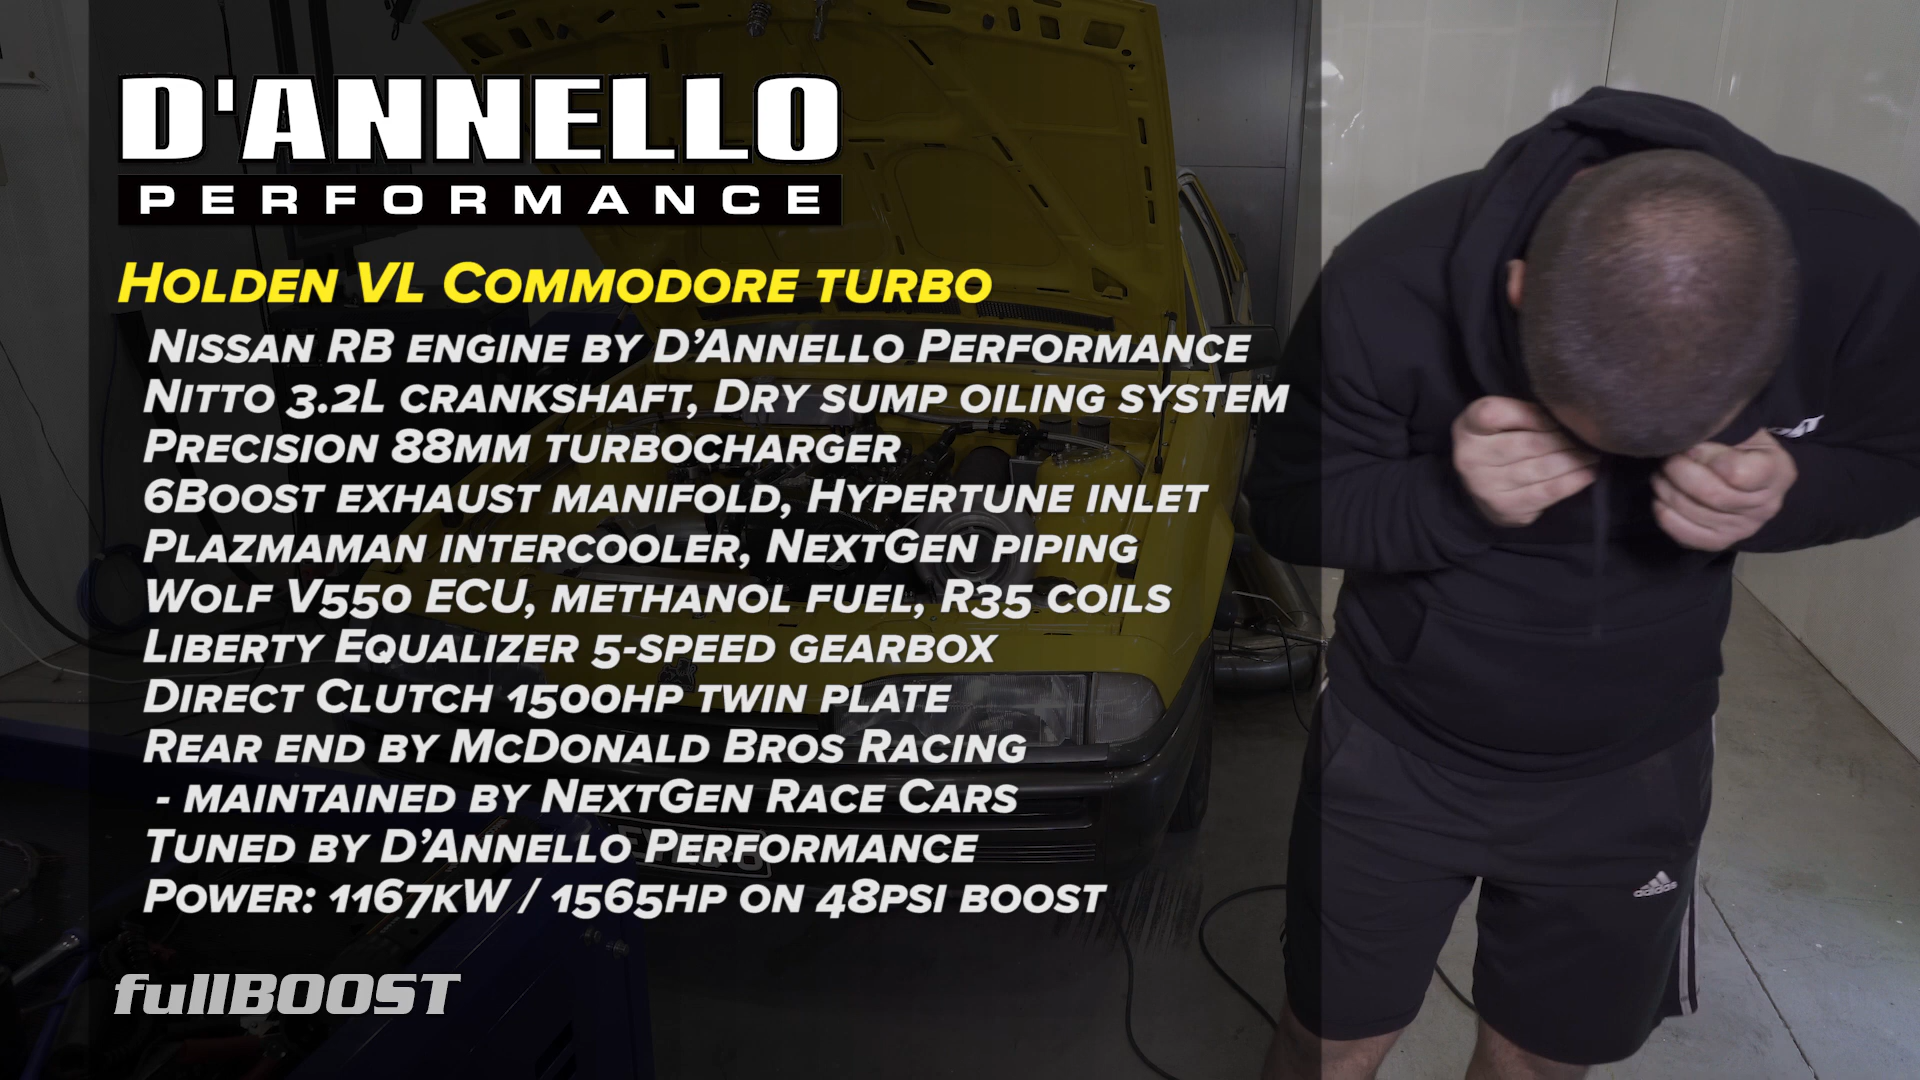 D'ANNELLO
PERFORMANCE
HOLDEN VL COMMODORE TURBO
NISSAN RB ENGINE BY D’ANNELLO PERFORMANCE
NITTO 3.2L CRANKSHAFT, DRY SUMP OILING SYSTEM
PRECISION 88MM TURBOCHARGER
6BOOST EXHAUST MANIFOLD, HYPERTUNE INLET
PLAZMAMAN INTERCOOLER, NEXTGEN PIPING
WOLF V550 ECU, METHANOL FUEL, R35 COILS
LIBERTY EQUALIZER 5-SPEED GEARBOX
DIRECT CLUTCH 1500HP TWIN PLATE
REAR END BY MCDONALD BROS RACING
- MAINTAINED BY NEXTGEN RACE CARS
TUNED BY D’ANNELLO PERFORMANCE
POWER: 1167KW / 1565HP ON 48PSI BOOST
adidas
fullBOOST